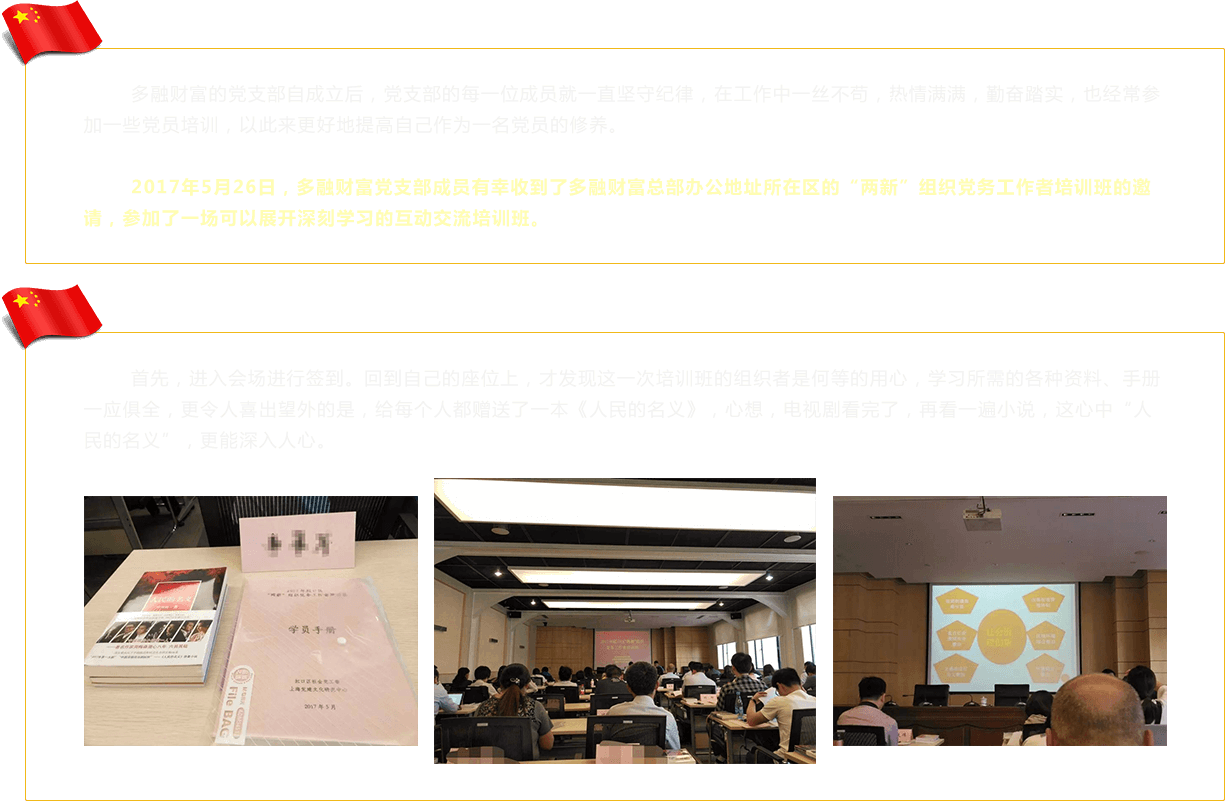 多融财富的党支部自成立后，党支部的每一位成员就一直坚守纪律，在工作中一丝不苟，热情满满，勤奋踏实，也经常参
加一些党员培训，以此来更好地提高自己作为一名党员的修养。
2017年5月26日，多融财富党支部成员有幸收到了多融财富总部办公地址所在区的“两新”组织党务工作者培训班的邀
请，参加了一场可以展开深刻学习的互动交流培训班。
首先，进入会场进行签到。回到自己的座位上，才发现这一次培训班的组织者是何等的用心，学习所需的各种资料、手册
一应俱全，更令人喜出望外的是，给每个人都赠送了一本《人民的名义》，心想，电视剧看完了，再看一遍小说，这心中“人
民的名义”，更能深入人心。
人民的名义
学员手册
2017年5月
File BAG